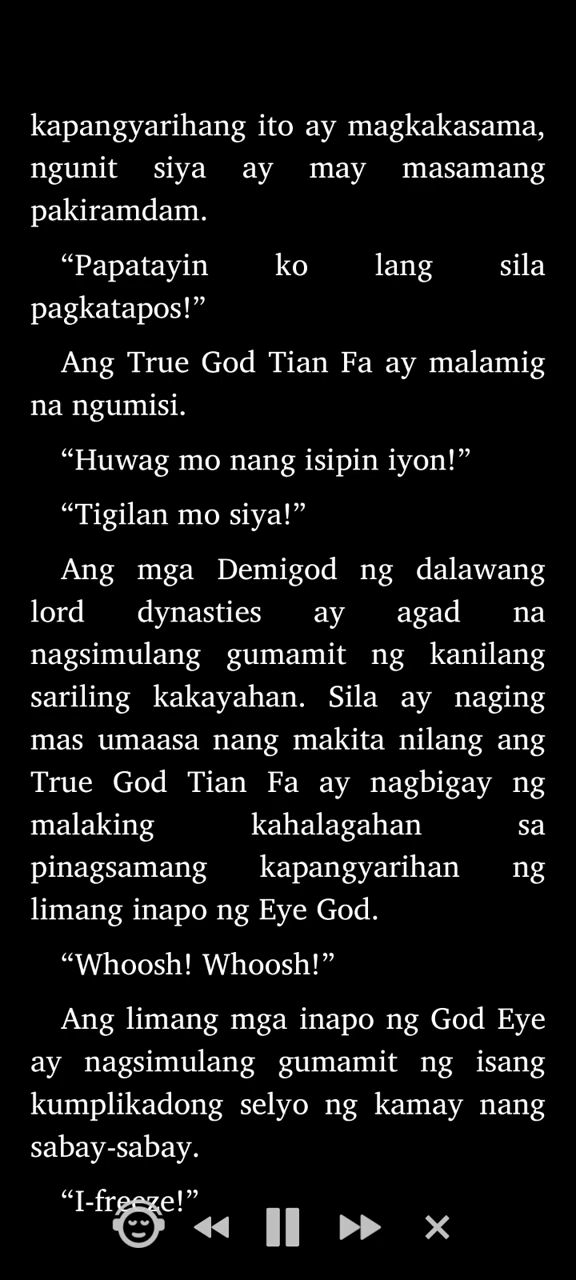 kapangyarihang ito ay magkakasama,
ngunit siya ay may masamang
pakiramdam.
“Papatayin ko lang sila
pagkatapos!”
Ang True God Tian Fa ay malamig
na ngumisi.
“Huwag mo nang isipin iyon!”
“Tigilan mo siya!”
Ang mga Demigod ng dalawang
lord dynasties ay agad na
nagsimulang gumamit ng kanilang
sariling kakayahan. Sila ay naging
mas umaasa nang makita nilang ang
True God Tian Fa ay nagbigay ng
malaking kahalagahan sa
pinagsamang kapangyarihan ng
limang inapo ng Eye God.
“Whoosh! Whoosh!”
Ang limang mga inapo ng God Eye
ay nagsimulang gumamit ng isang
kumplikadong selyo ng kamay nang
sabay-sabay.
“I-freeze!”